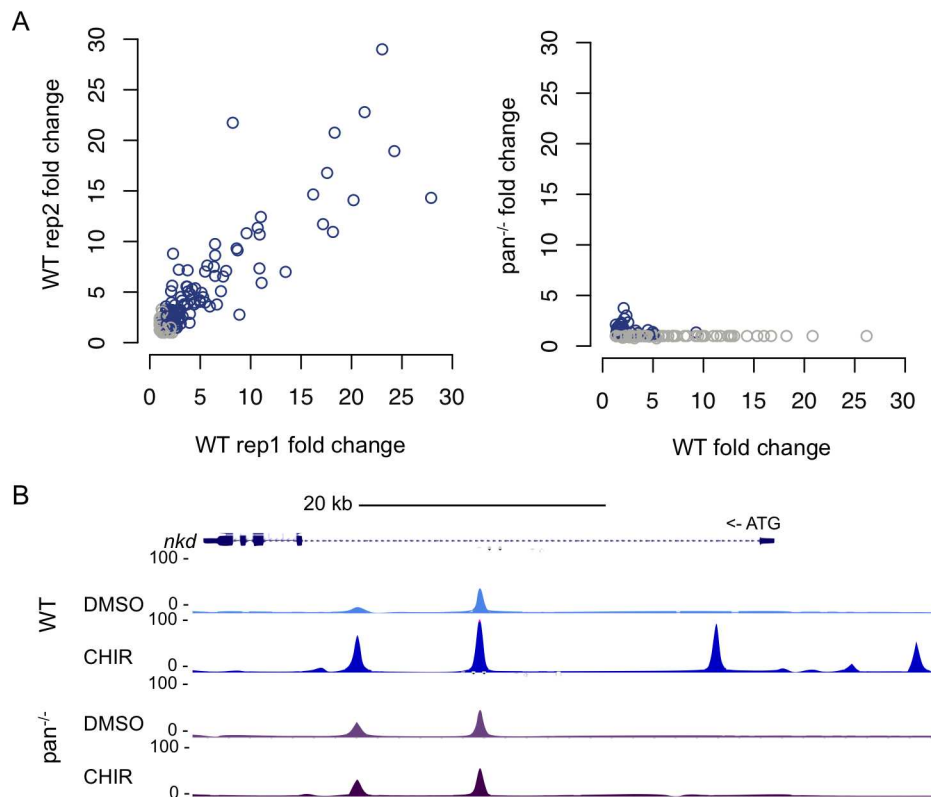 A
WT rep2 fold change
30
25
20
15
10
5
0
0 5 10 15 20 25 30
WT rep1 fold change
pan-/- fold change
30
25
20
15
10
5
0
0 5 10 15 20 25 30
WT fold change
B
20 kb
<- ATG
nkd
100 -
WT
DMSO 0 -
100 -
CHIR
0 -
100 -
pan-/-
DMSO 0 -
100 -
CHIR
0 -